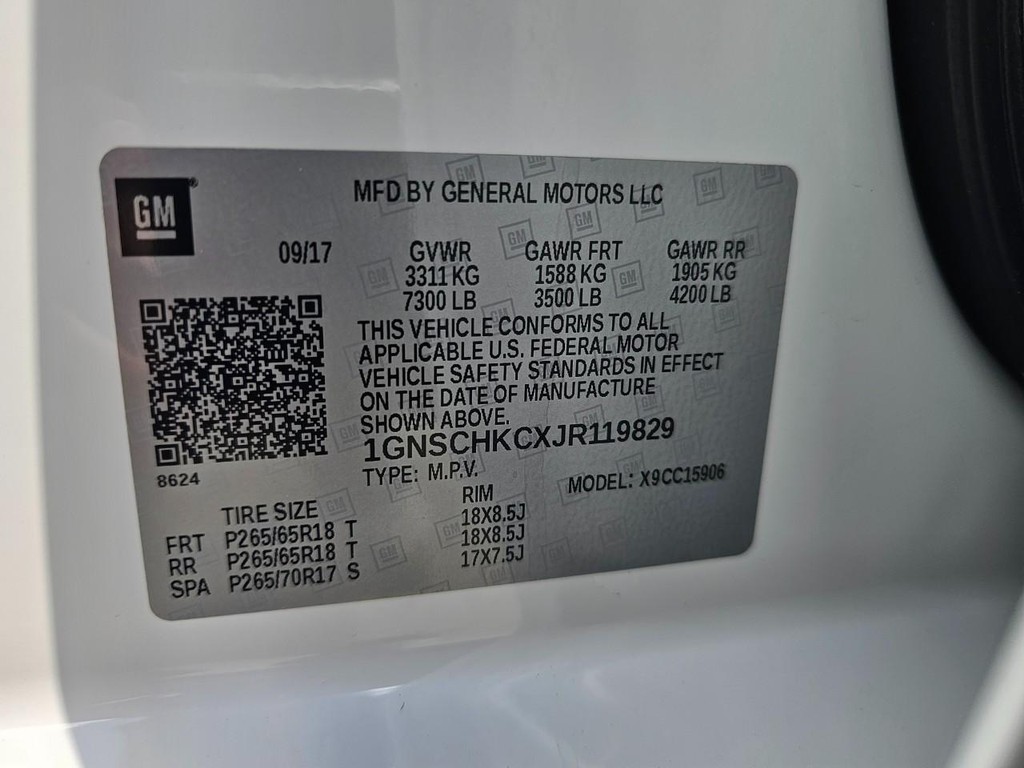 GM
MFD BY GENERAL MOTORS LLC
09/17 GVWR GAWR FRT GAWR RR
3311 KG 1588 KG 1905 KG
7300 LB 3500 LB 4200 LB
THIS VEHICLE CONFORMS TO ALL
APPLICABLE U.S. FEDERAL MOTOR
VEHICLE SAFETY STANDARDS IN EFFECT
ON THE DATE OF MANUFACTURE
SHOWN ABOVE.
1GNSCHKCXJR119829
8624
TYPE: M.P.V. MODEL: X9CC15906
TIRE SIZE RIM
FRT P265/65R18 T 18X8.5J
RR P265/65R18 T 18X8.5J
SPA P265/70R17 S 17X7.5J